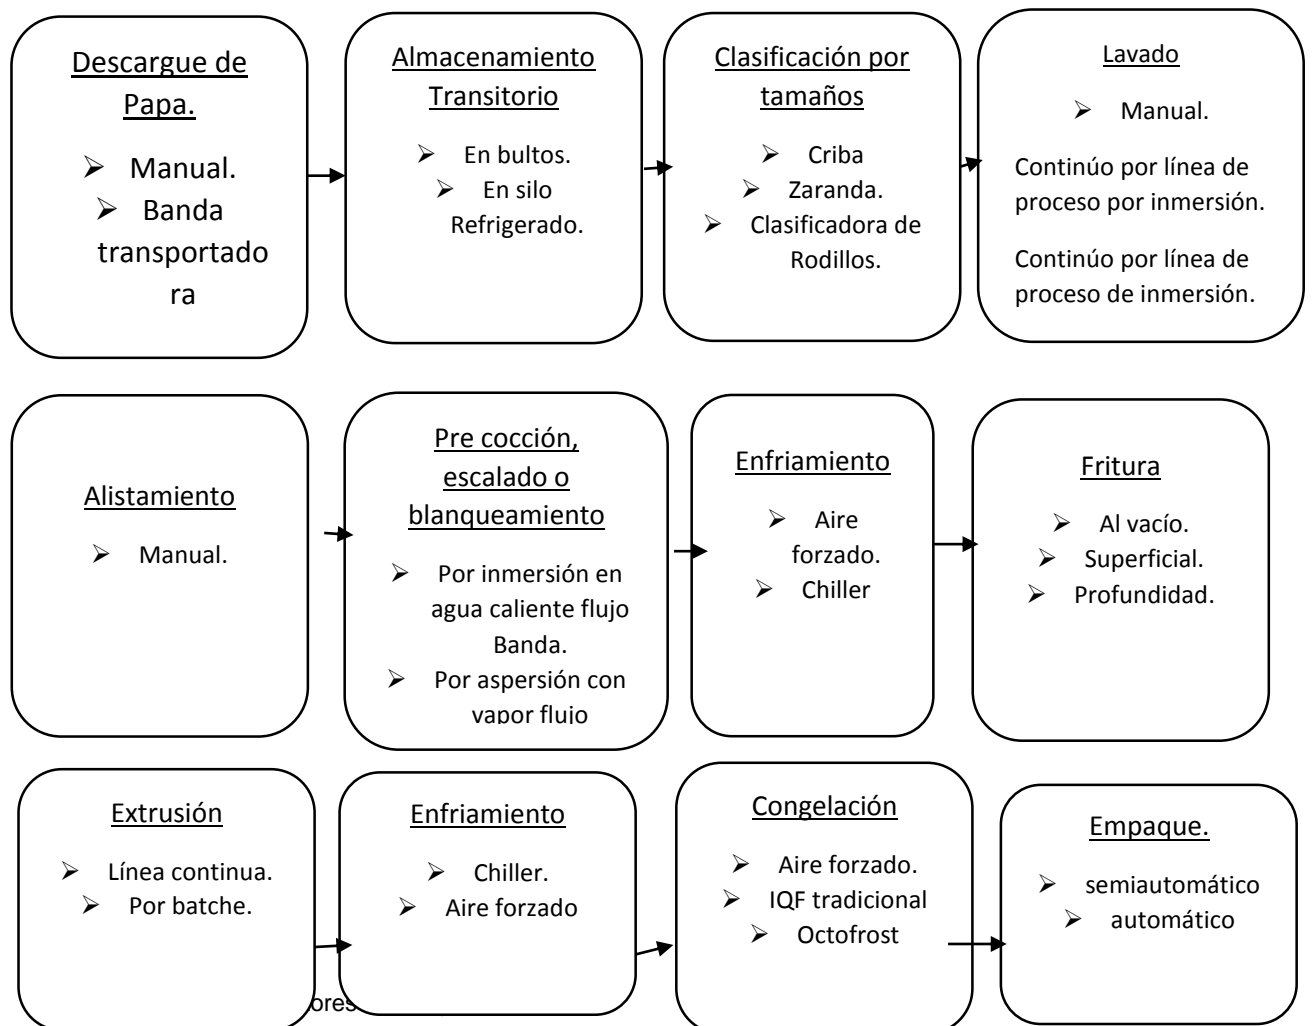 Descargue de
Papa.
➢ Manual.
➢ Banda
transportado
ra
Almacenamiento
Transitorio
➢ En bultos.
➢ En silo
Refrigerado.
Clasificación por
tamaños
➢ Criba
➢ Zaranda.
➢ Clasificadora de
Rodillos.
Lavado
➢ Manual.
Continúo por línea de
proceso por inmersión.
Continúo por línea de
proceso de inmersión.
Alistamiento
➢ Manual.
Pre cocción,
escalado o
blanqueamiento
➢ Por inmersión en
agua caliente flujo
Banda.
➢ Por aspersión con
vapor flujo
Enfriamiento
➢ Aire
forzado.
➢ Chiller
Fritura
➢ Al vacío.
➢ Superficial.
➢ Profundidad.
Extrusión
➢ Línea continua.
➢ Por batche.
Enfriamiento
➢ Chiller.
➢ Aire forzado
Congelación
➢ Aire forzado.
➢ IQF tradicional
➢ Octofrost
Empaque.
➢ semiautomático
➢ automático
ores